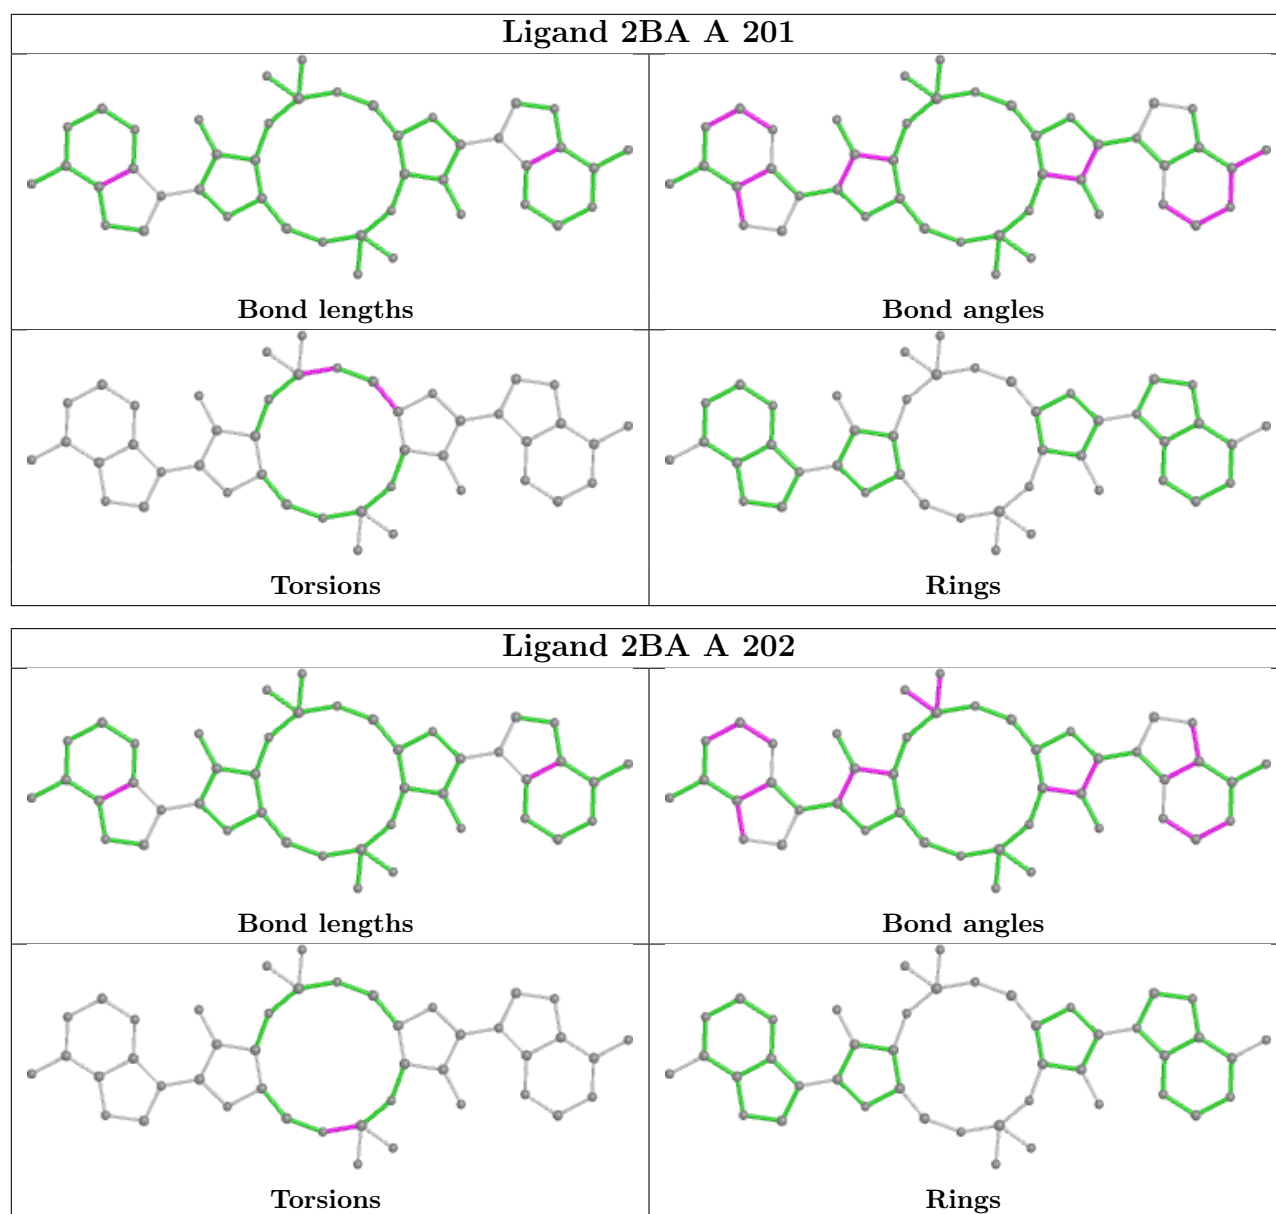 Ligand 2BA A 201
Bond lengths
Bond angles
Torsions
Rings
Ligand 2BA A 202
Bond lengths
Bond angles
Torsions
Rings